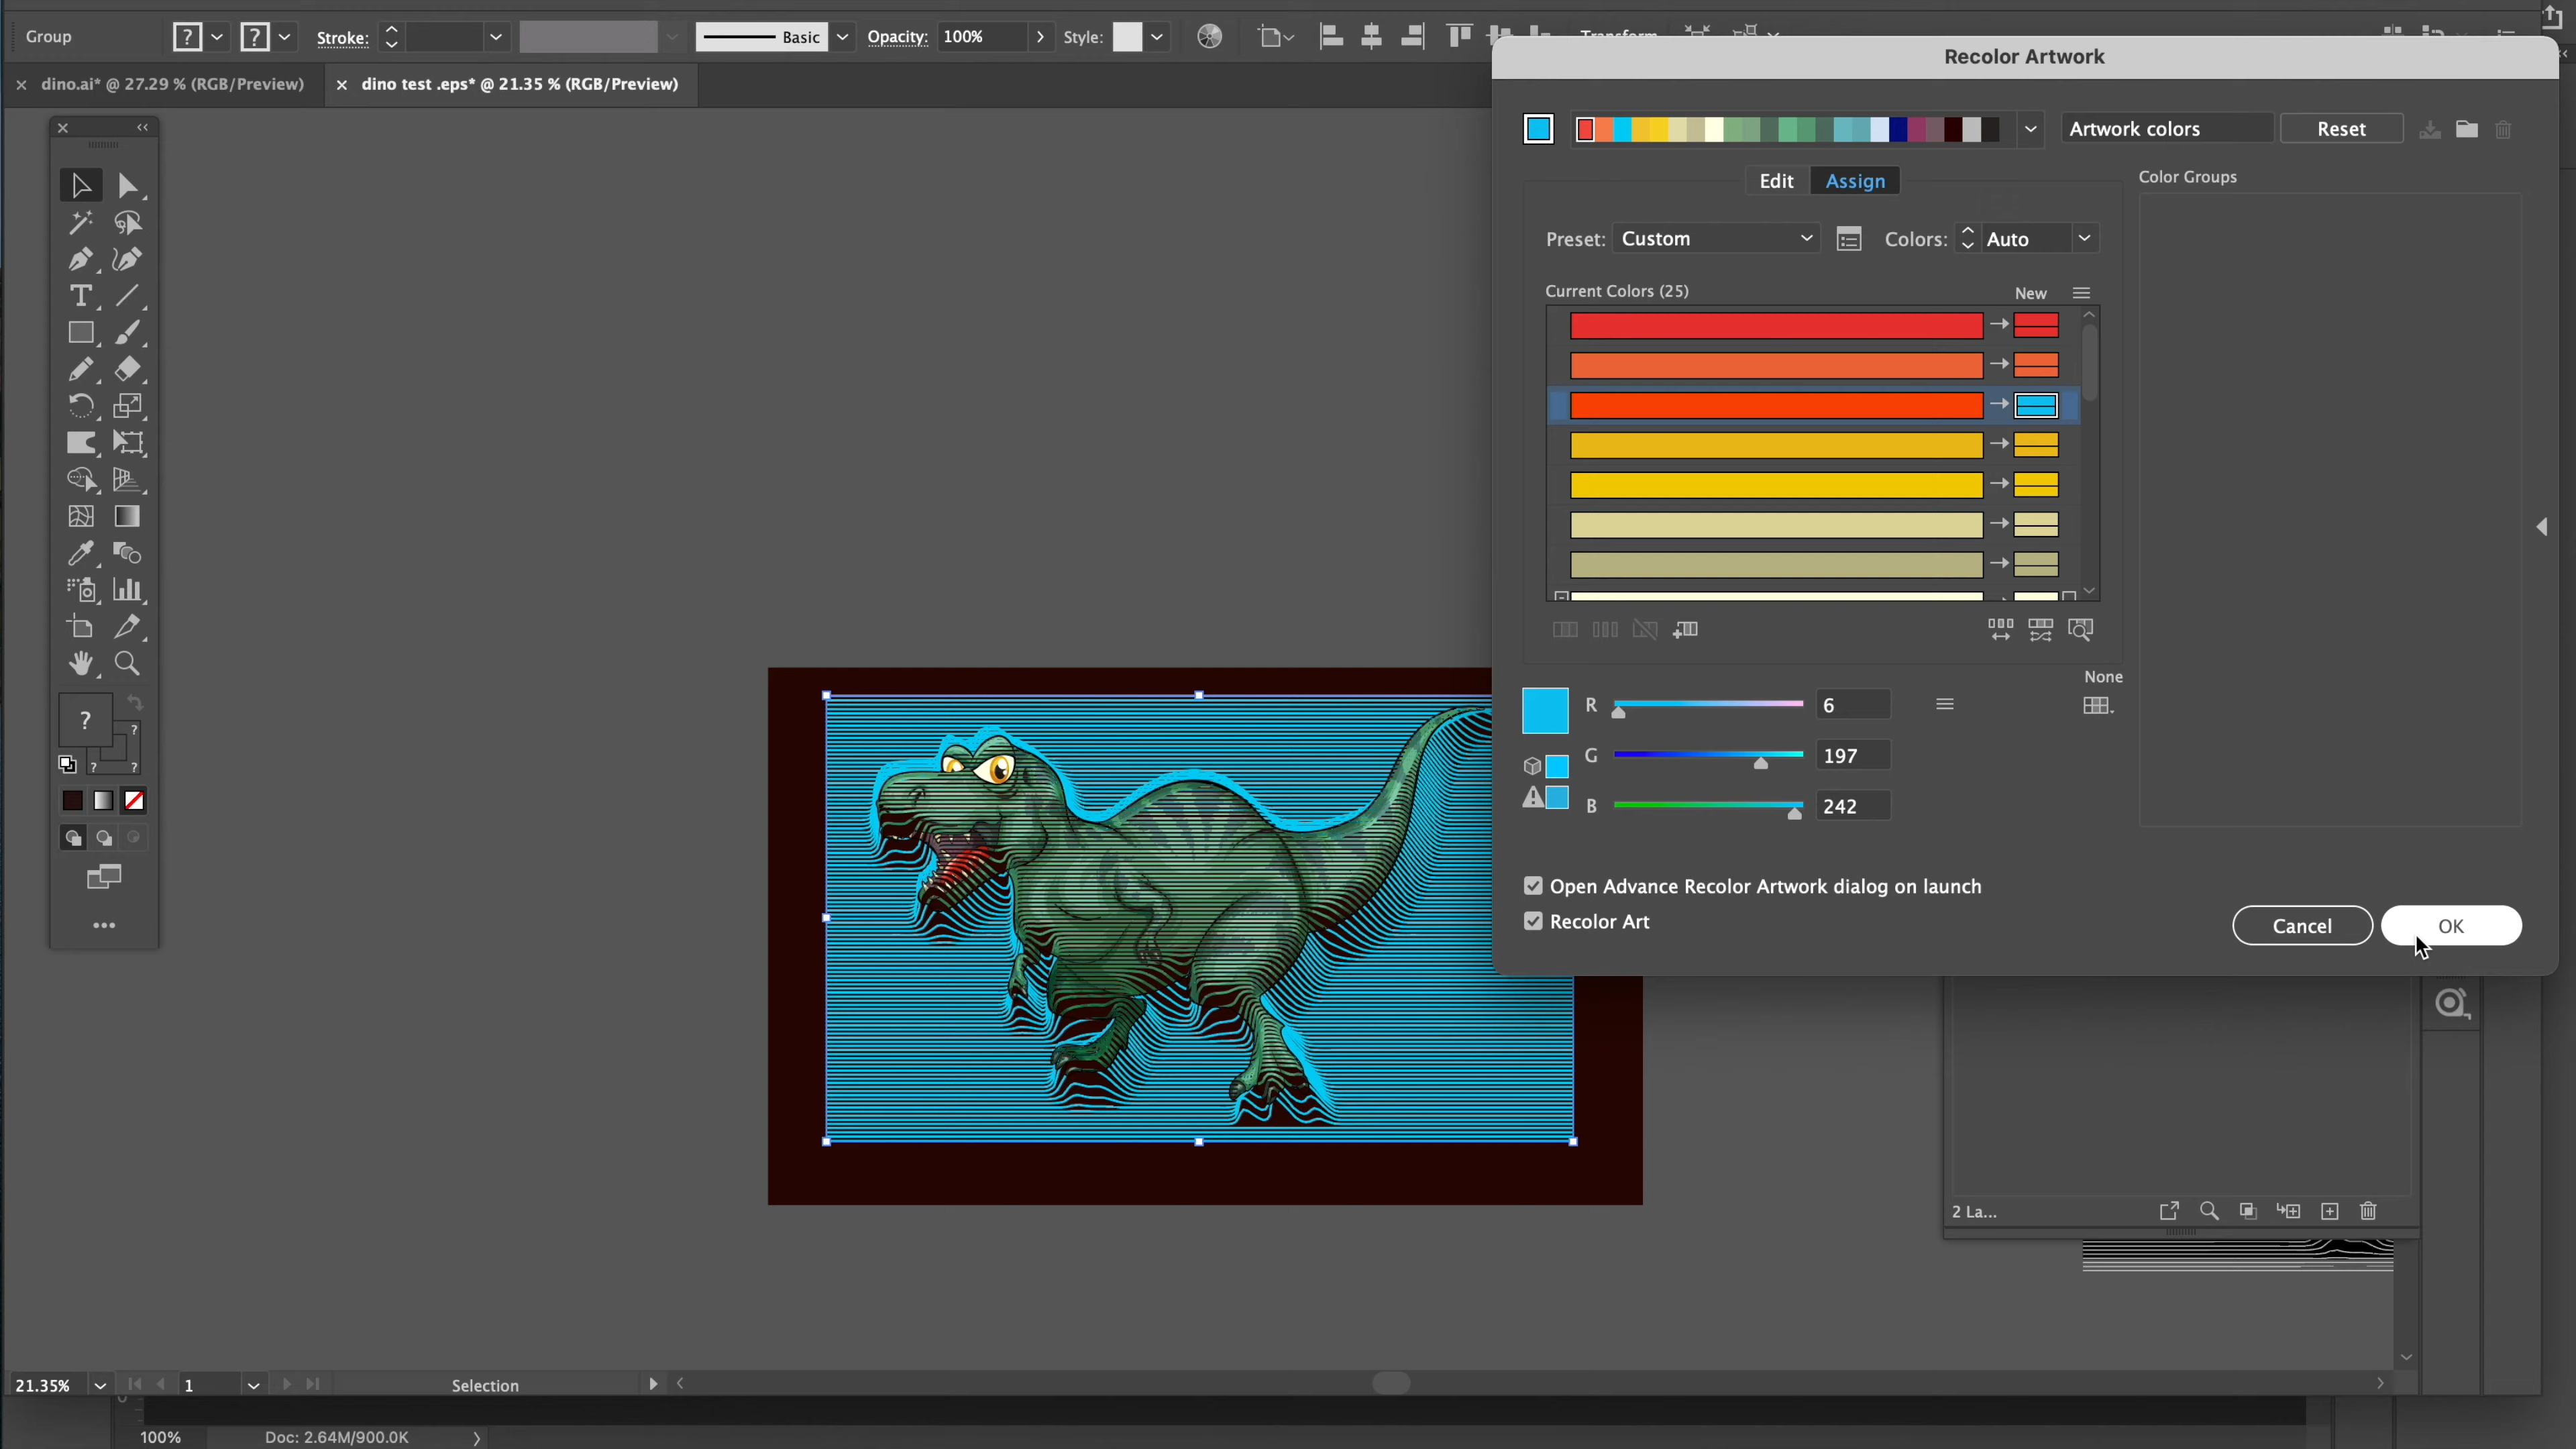 Group ? ? Stroke: Basic Opacity: 100% Style: Transform
dino.ai* @ 27.29 % (RGB/Preview) dino test .eps* @ 21.35 % (RGB/Preview)
Recolor Artwork
Artwork colors Reset
Edit Assign
Color Groups
Preset: Custom Colors: Auto
Current Colors (25) New
None
R 6
G 197
B 242
Open Advance Recolor Artwork dialog on launch
Recolor Art
Cancel OK
? ?
? ?
2 La...
21.35% 1 Selection
100% Doc: 2.64M/900.0K